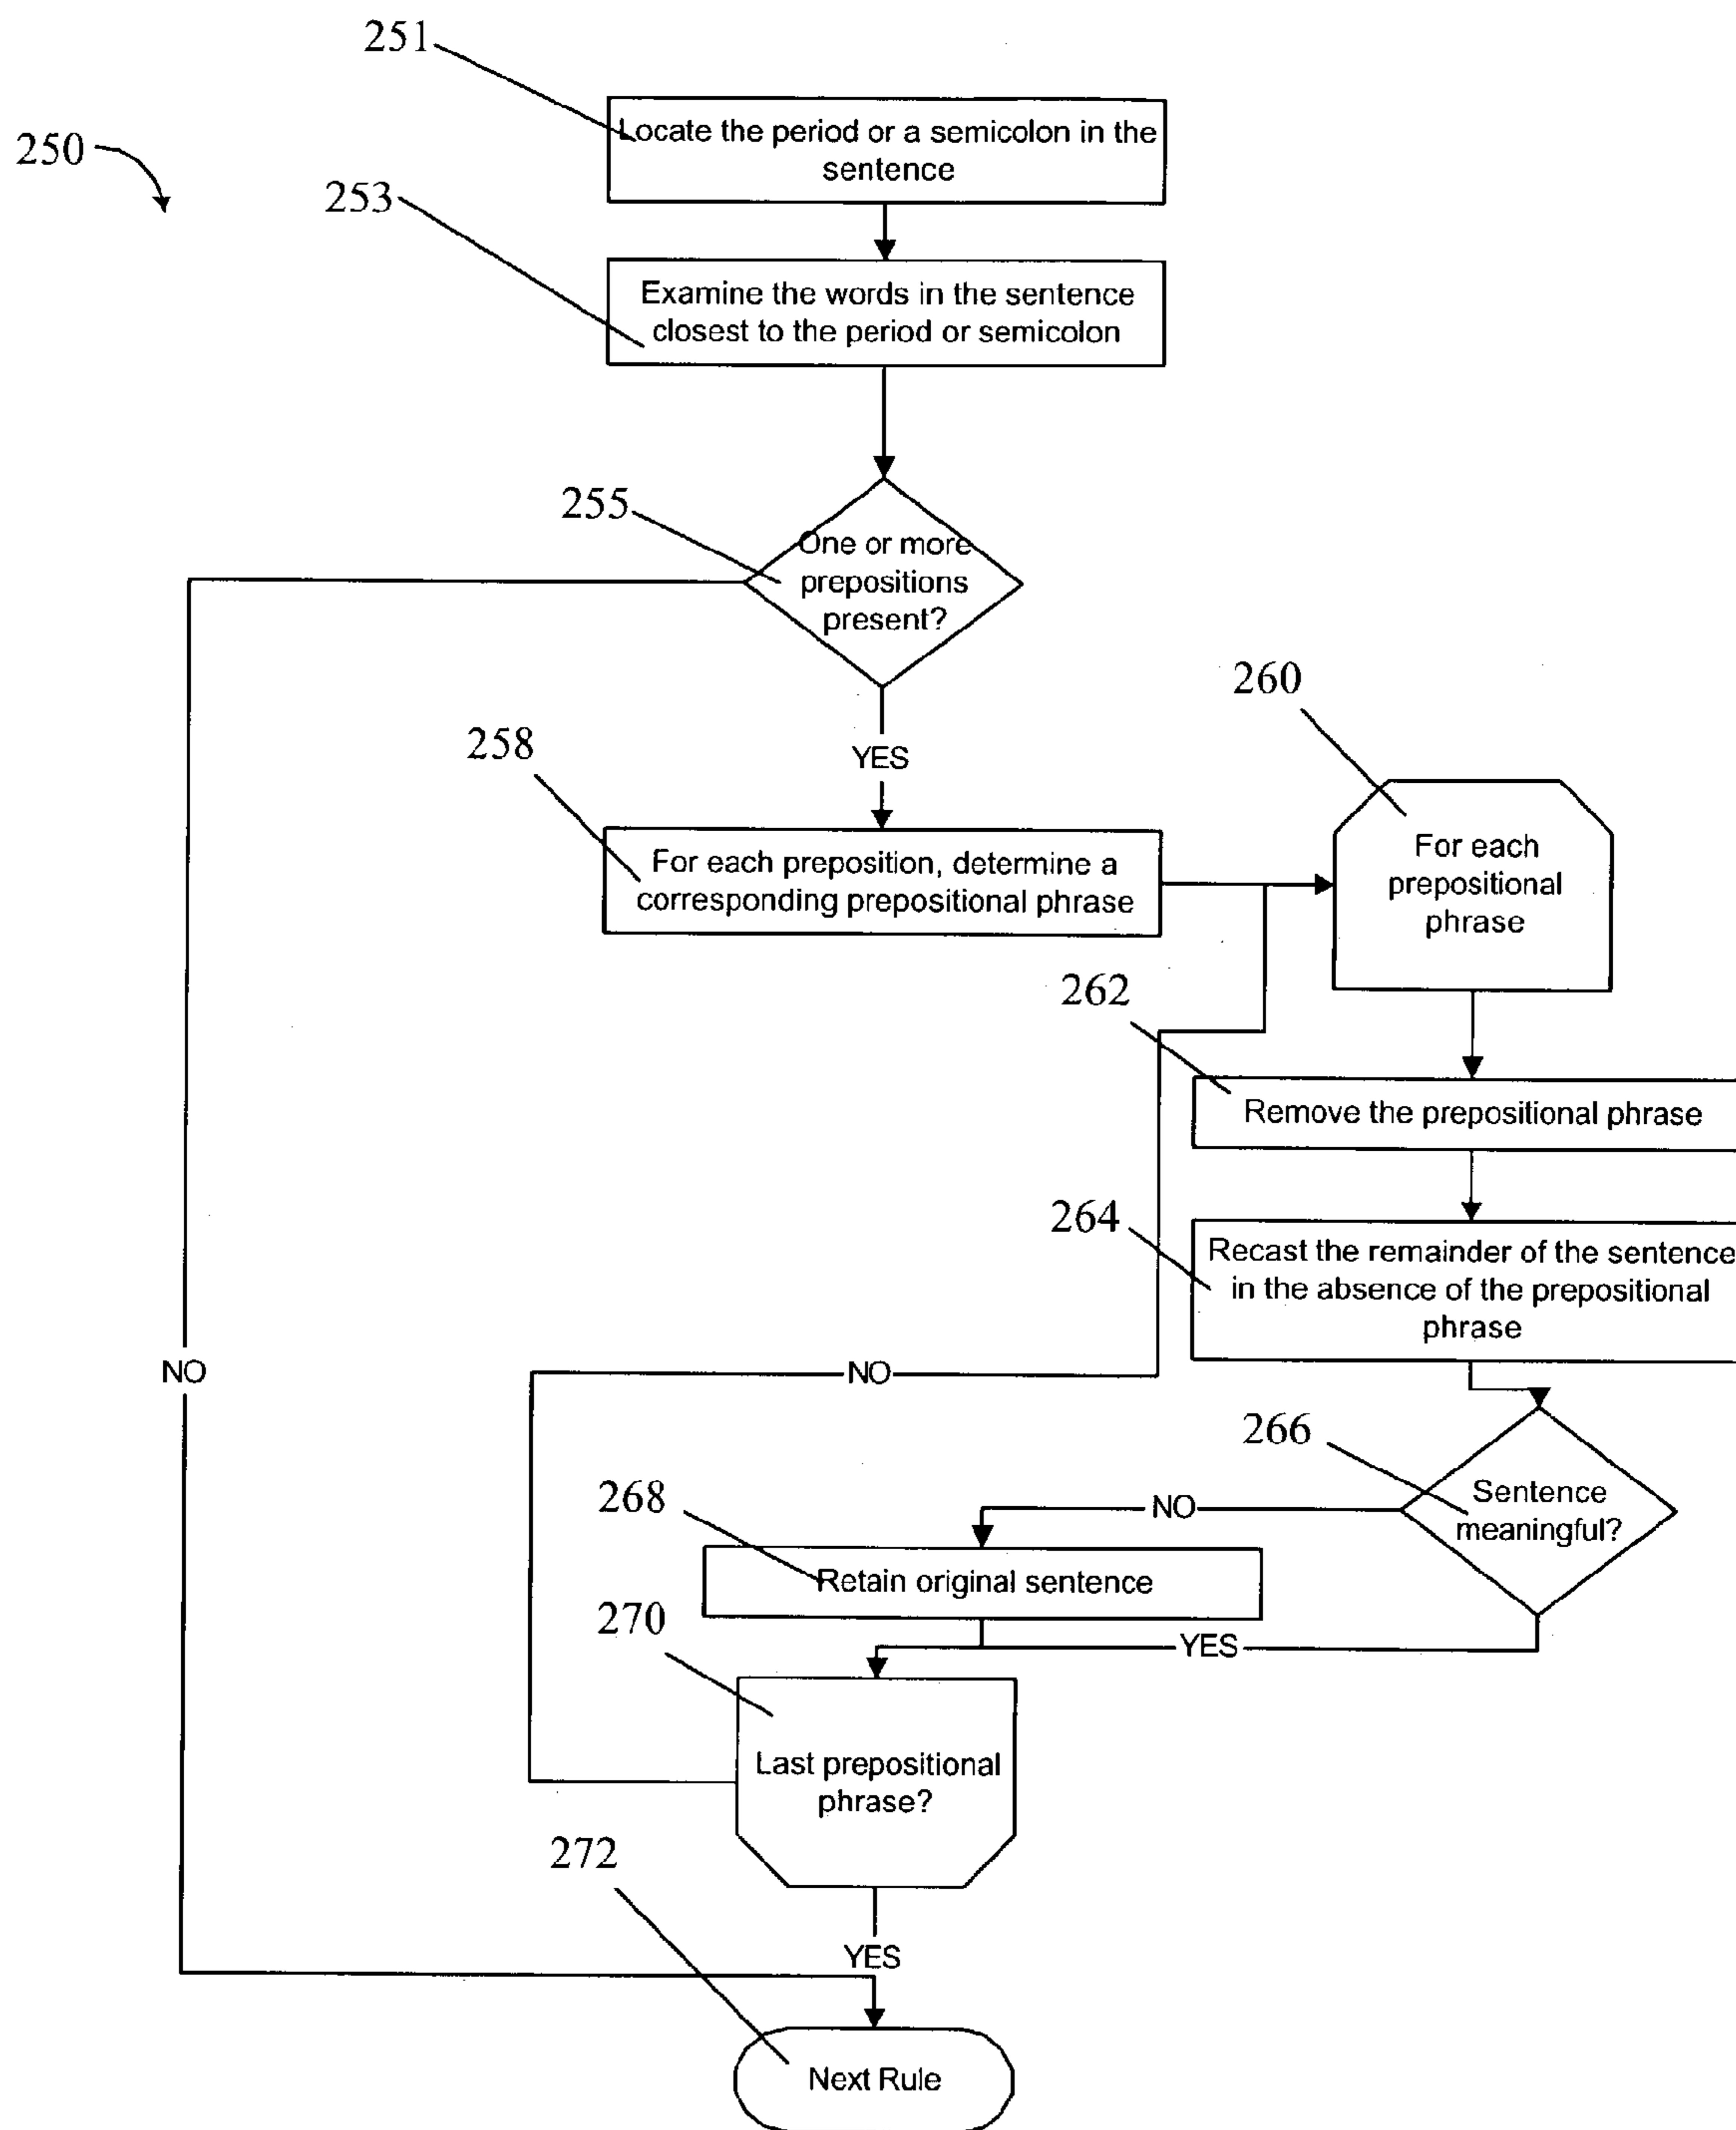 251
Locate the period or a semicolon in the
sentence
250
253
Examine the words in the sentence
closest to the period or semicolon
255
One or more
prepositions
present?
YES
258
For each preposition, determine a
corresponding prepositional phrase
260
For each
prepositional
phrase
262
Remove the prepositional phrase
264
Recast the remainder of the sentence
in the absence of the prepositional
phrase
NO
NO
266
Sentence
meaningful?
NO
268
Retain original sentence
YES
270
Last prepositional
phrase?
272
YES
Next Rule